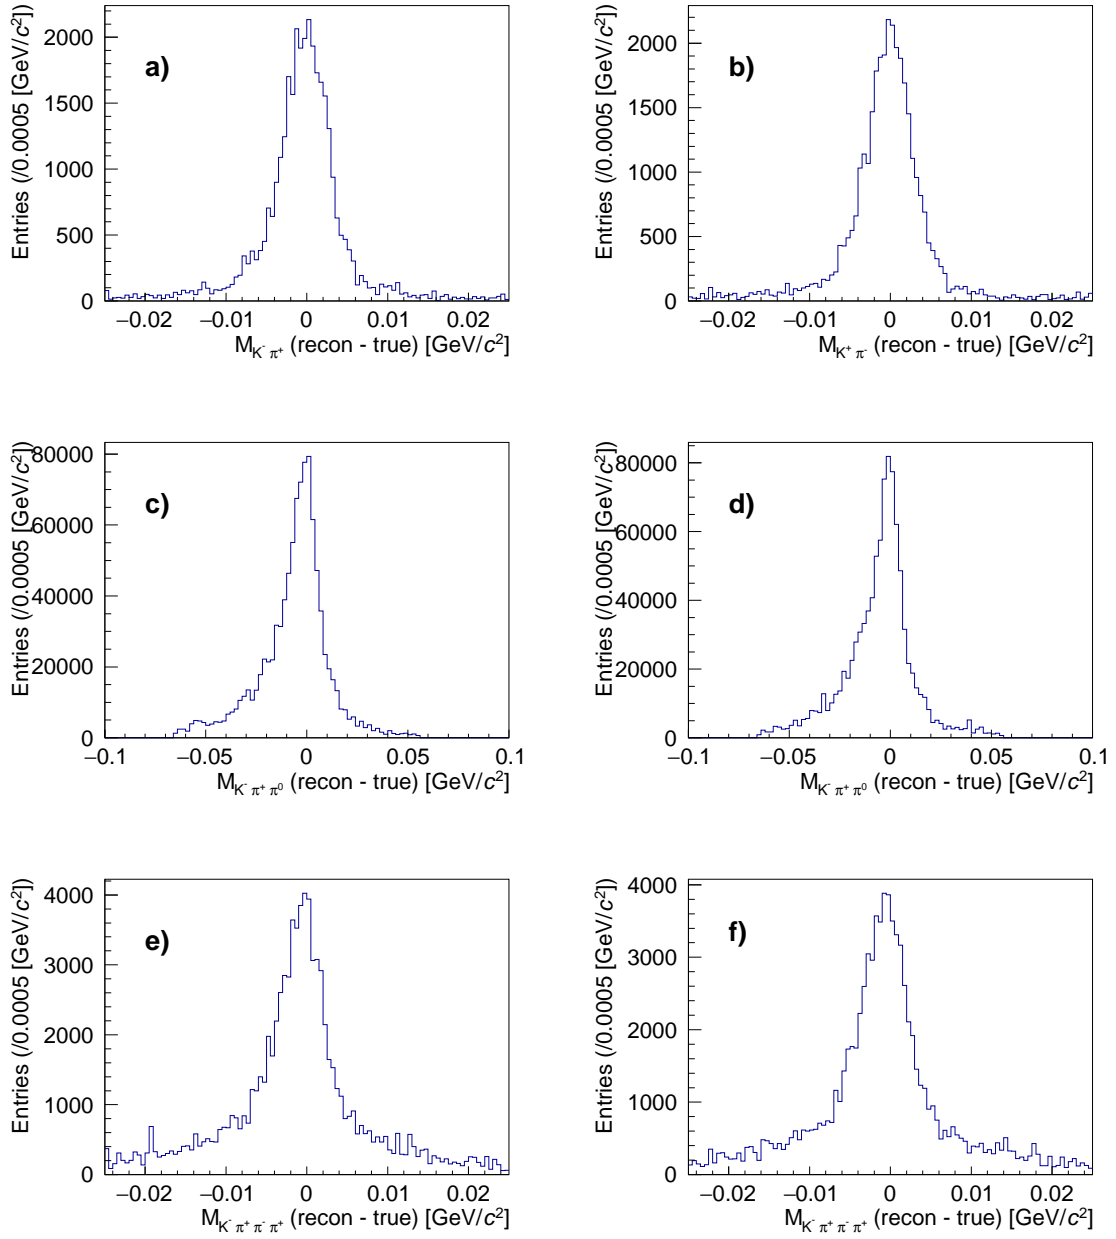 Entries (/0.0005 [GeV/c²])
2000
1500
1000
500
0
a)
−0.02 −0.01 0 0.01 0.02
M_{K⁻ π⁺} (recon - true) [GeV/c²]
Entries (/0.0005 [GeV/c²])
2000
1500
1000
500
0
b)
−0.02 −0.01 0 0.01 0.02
M_{K⁺ π⁻} (recon - true) [GeV/c²]
Entries (/0.0005 [GeV/c²])
80000
60000
40000
20000
0
c)
−0.1 −0.05 0 0.05 0.1
M_{K⁻ π⁺ π⁰} (recon - true) [GeV/c²]
Entries (/0.0005 [GeV/c²])
80000
60000
40000
20000
0
d)
−0.1 −0.05 0 0.05 0.1
M_{K⁻ π⁺ π⁰} (recon - true) [GeV/c²]
Entries (/0.0005 [GeV/c²])
4000
3000
2000
1000
0
e)
−0.02 −0.01 0 0.01 0.02
M_{K⁻ π⁺ π⁻ π⁺} (recon - true) [GeV/c²]
Entries (/0.0005 [GeV/c²])
4000
3000
2000
1000
0
f)
−0.02 −0.01 0 0.01 0.02
M_{K⁻ π⁺ π⁻ π⁺} (recon - true) [GeV/c²]